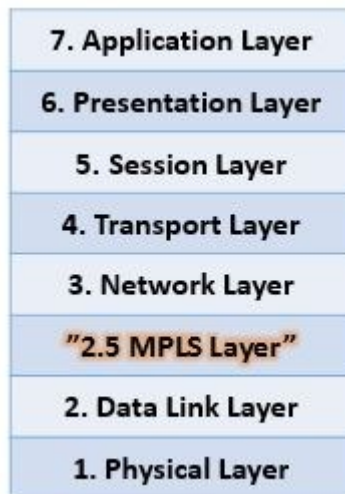 7. Application Layer
6. Presentation Layer
5. Session Layer
4. Transport Layer
3. Network Layer
”2.5 MPLS Layer”
2. Data Link Layer
1. Physical Layer